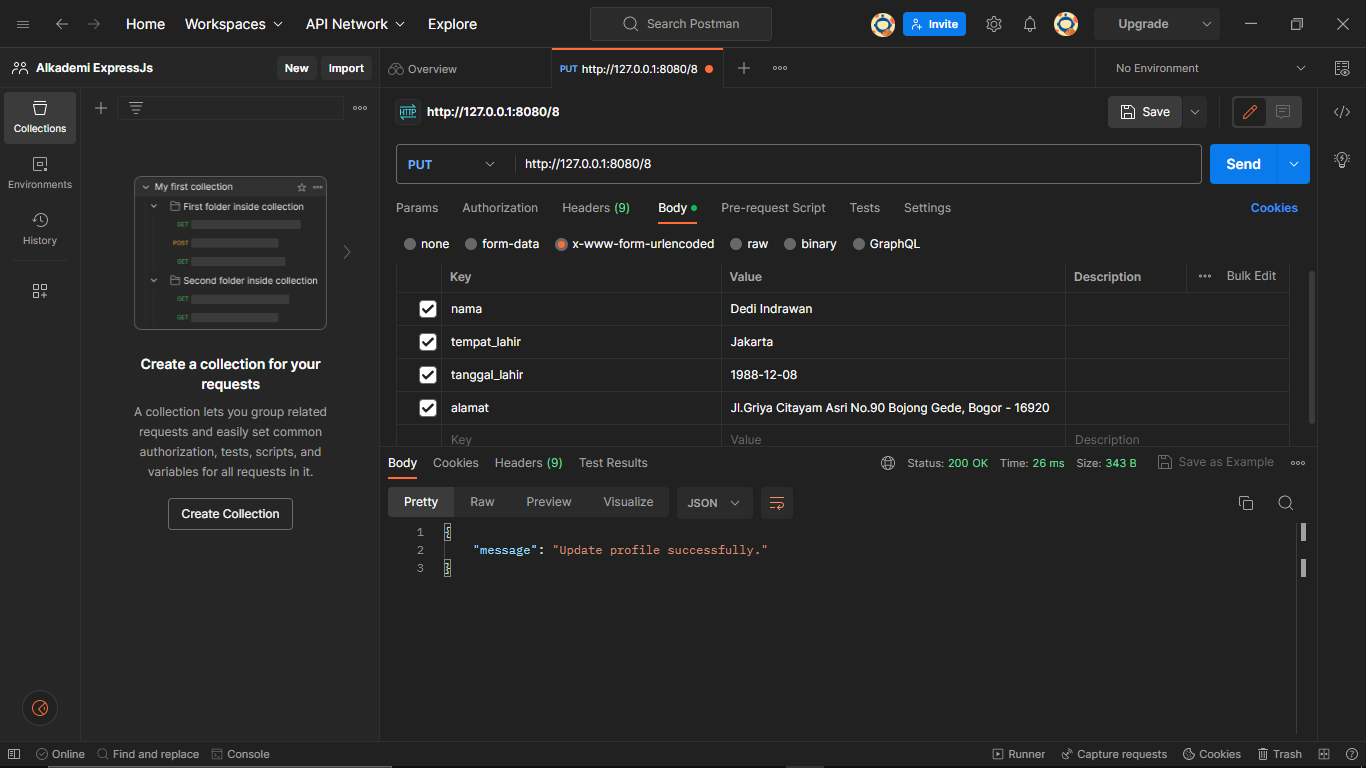 Home Workspaces API Network Explore Search Postman Invite Upgrade
Alkademi ExpressJs New Import Overview PUT http://127.0.0.1:8080/8 No Environment
Collections
Environments
History
My first collection
First folder inside collection
GET
POST
GET
Second folder inside collection
GET
GET
Create a collection for your
requests
A collection lets you group related
requests and easily set common
authorization, tests, scripts, and
variables for all requests in it.
Create Collection
HTTP http://127.0.0.1:8080/8 Save
PUT http://127.0.0.1:8080/8 Send
Params Authorization Headers (9) Body Pre-request Script Tests Settings Cookies
none form-data x-www-form-urlencoded raw binary GraphQL
Key Value Description Bulk Edit
nama Dedi Indrawan
tempat_lahir Jakarta
tanggal_lahir 1988-12-08
alamat Jl.Griya Citayam Asri No.90 Bojong Gede, Bogor - 16920
Key Value Description
Body Cookies Headers (9) Test Results Status: 200 OK Time: 26 ms Size: 343 B Save as Example
Pretty Raw Preview Visualize JSON
1 {
2 "message": "Update profile successfully."
3 }
Online Find and replace Console Runner Capture requests Cookies Trash